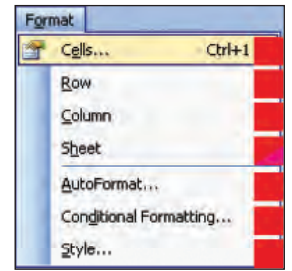 Format
Cells... Ctrl+1
Row
Column
Sheet
AutoFormat...
Conditional Formatting...
Style...